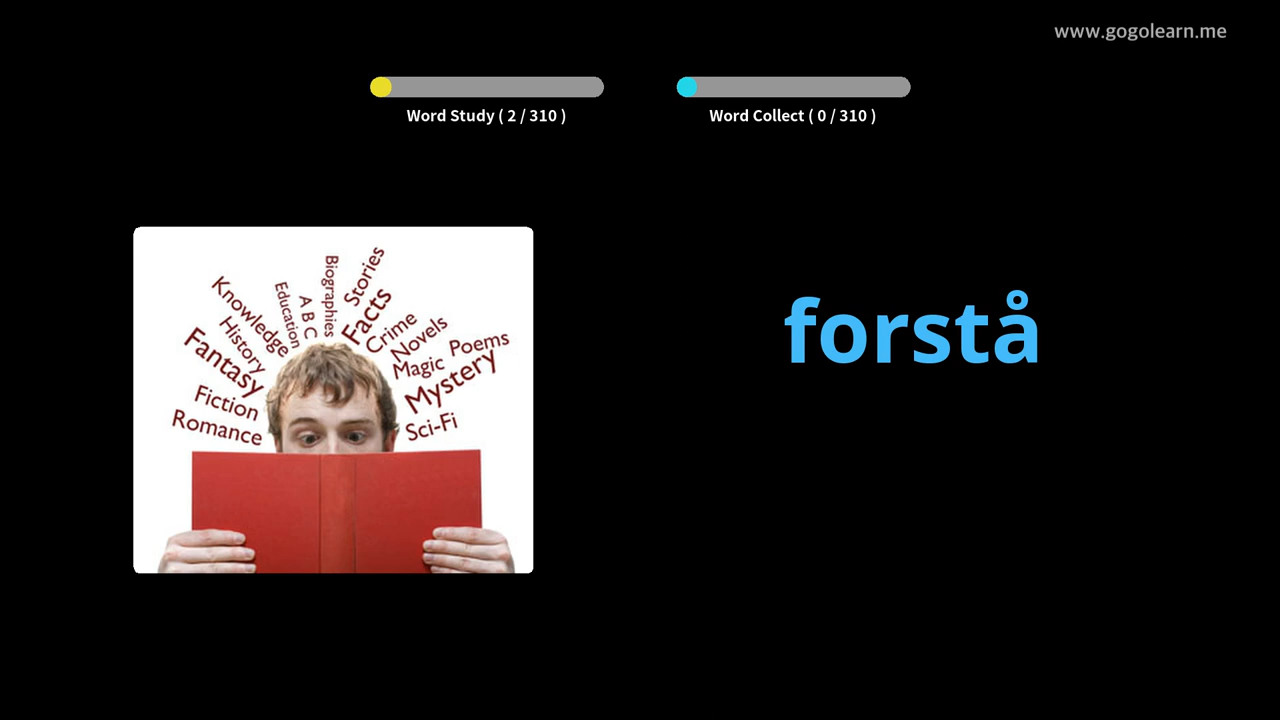 www.gogolearn.me
Word Study ( 2 / 310 )
Word Collect ( 0 / 310 )
Biographies
Stories
Education
A B C
Facts
Knowledge
History
Crime
Novels
Poems
Fantasy
Magic
Mystery
Fiction
Romance
Sci-Fi
forstå